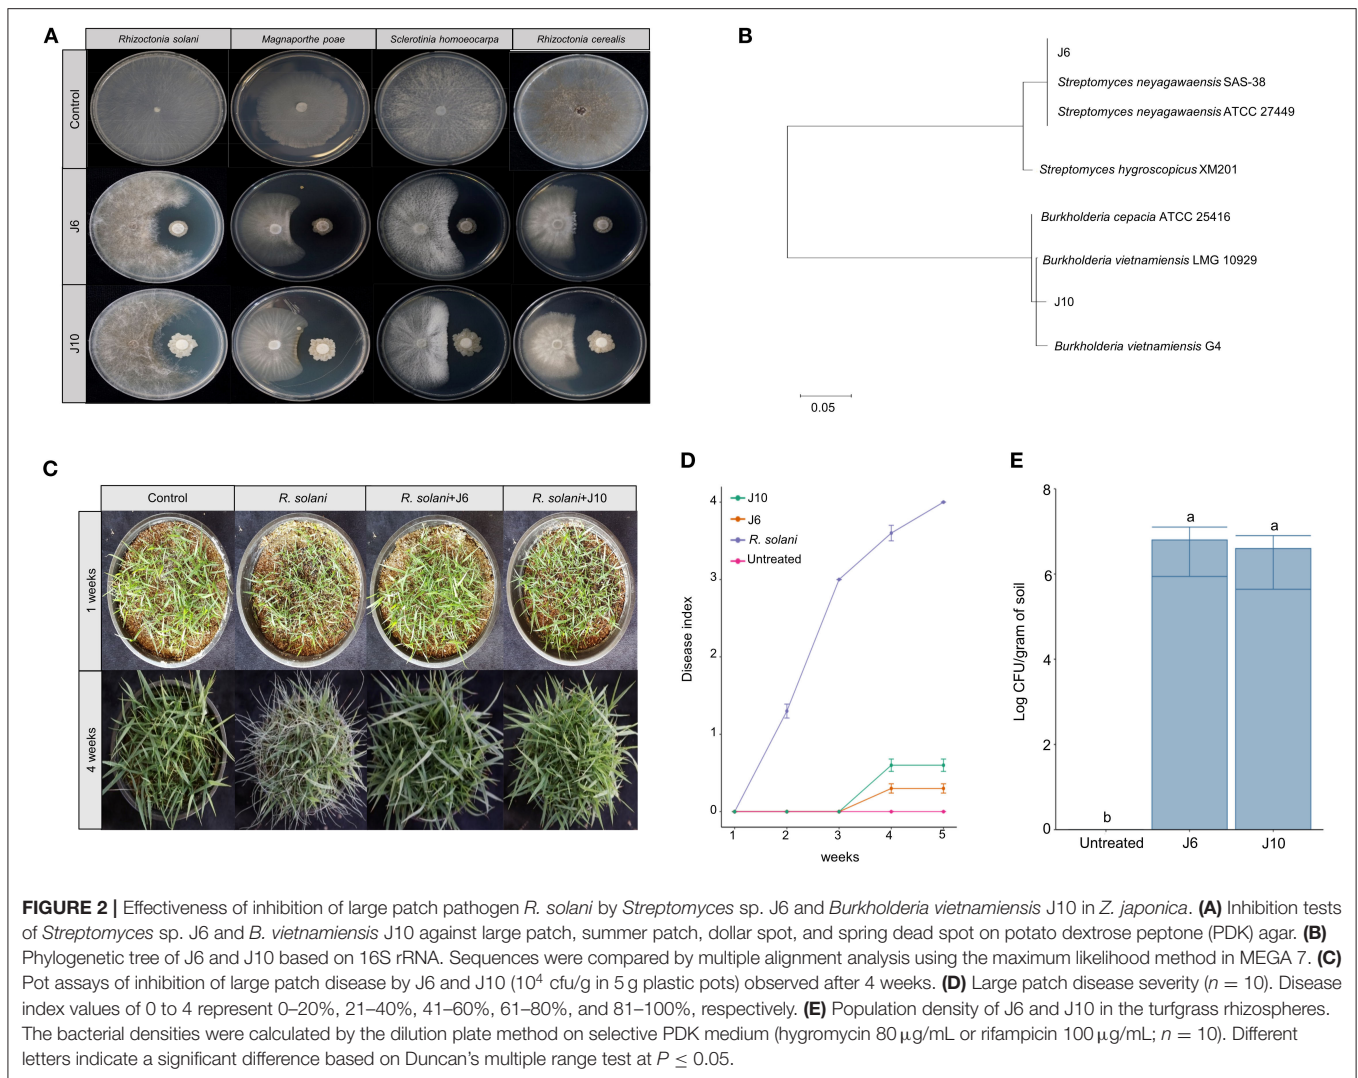 A
Rhizoctonia solani
Magnaporthe poae
Sclerotinia homoeocarpa
Rhizoctonia cerealis
Control
J6
J10
B
J6
Streptomyces neyagawaensis SAS-38
Streptomyces neyagawaensis ATCC 27449
Streptomyces hygroscopicus XM201
Burkholderia cepacia ATCC 25416
Burkholderia vietnamiensis LMG 10929
J10
Burkholderia vietnamiensis G4
0.05
C
Control
R. solani
R. solani+J6
R. solani+J10
1 weeks
4 weeks
D
J10
J6
R. solani
Untreated
Disease index
4
3
2
1
0
1 2 3 4 5
weeks
E
Log CFU/gram of soil
8
6
4
2
0
a
a
b
Untreated J6 J10
FIGURE 2 | Effectiveness of inhibition of large patch pathogen R. solani by Streptomyces sp. J6 and Burkholderia vietnamiensis J10 in Z. japonica. (A) Inhibition tests
of Streptomyces sp. J6 and B. vietnamiensis J10 against large patch, summer patch, dollar spot, and spring dead spot on potato dextrose peptone (PDK) agar. (B)
Phylogenetic tree of J6 and J10 based on 16S rRNA. Sequences were compared by multiple alignment analysis using the maximum likelihood method in MEGA 7. (C)
Pot assays of inhibition of large patch disease by J6 and J10 (10⁴ cfu/g in 5 g plastic pots) observed after 4 weeks. (D) Large patch disease severity (n = 10). Disease
index values of 0 to 4 represent 0–20%, 21–40%, 41–60%, 61–80%, and 81–100%, respectively. (E) Population density of J6 and J10 in the turfgrass rhizospheres.
The bacterial densities were calculated by the dilution plate method on selective PDK medium (hygromycin 80 μg/mL or rifampicin 100 μg/mL; n = 10). Different
letters indicate a significant difference based on Duncan's multiple range test at P ≤ 0.05.